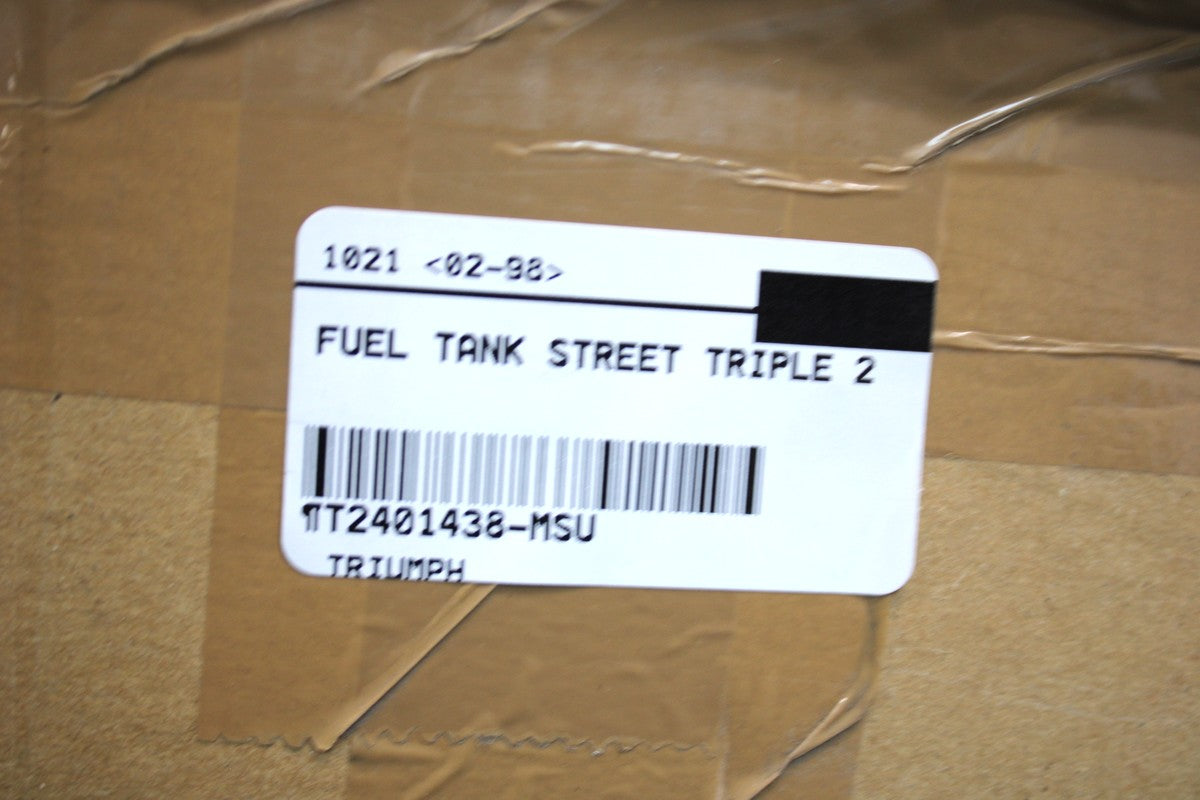 1021 <02-98>
FUEL TANK STREET TRIPLE 2
¶T2401438-MSU
TRIUMPH